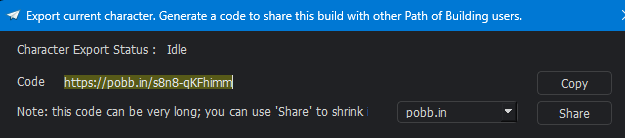 Export current character. Generate a code to share this build with other Path of Building users.
Character Export Status : Idle
Code https://pobb.in/s8n8-qKFhimm Copy
Note: this code can be very long; you can use 'Share' to shrink pobb.in Share